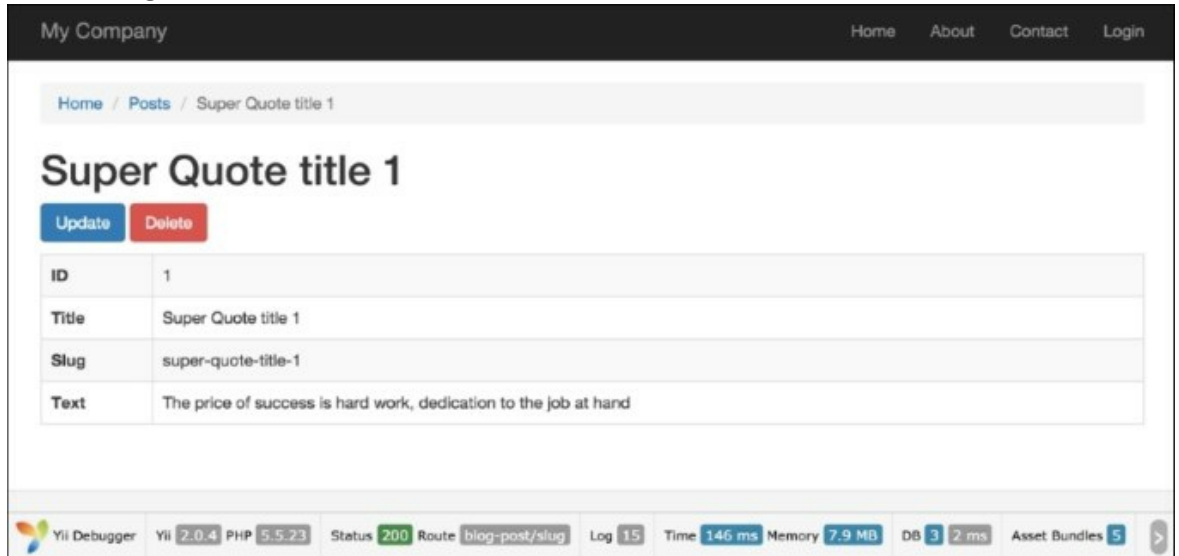 My Company Home About Contact Login
Home / Posts / Super Quote title 1
Super Quote title 1
Update Delete
ID 1
Title Super Quote title 1
Slug super-quote-title-1
Text The price of success is hard work, dedication to the job at hand
Yii Debugger Yii 2.0.4 PHP 5.5.23 Status 200 Route blog-post/slug Log 15 Time 146 ms Memory 7.9 MB DB 3 2 ms Asset Bundles 5 >